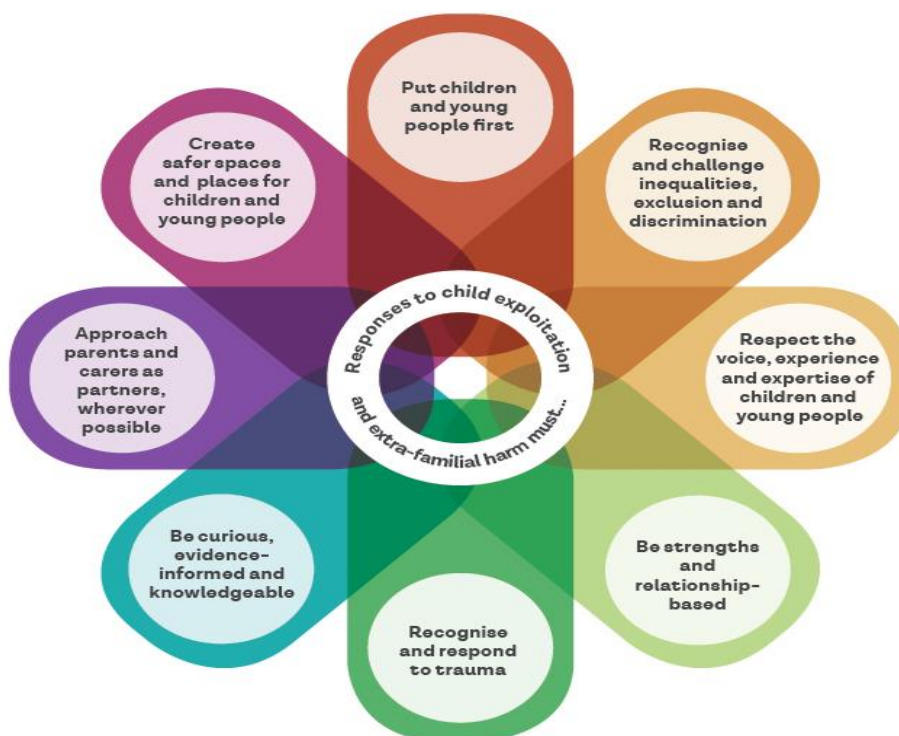 Put children
and young
people first
Recognise
and challenge
inequalities,
exclusion and
discrimination
Respect the
voice, experience
and expertise of
children and
young people
Be strengths
and
relationship-
based
Recognise
and respond
to trauma
Be curious,
evidence-
informed and
knowledgeable
Approach
parents and
carers as
partners,
wherever
possible
Create
safer spaces
and places for
children and
young people
Responses to child exploitation
and extra-familial harm must...